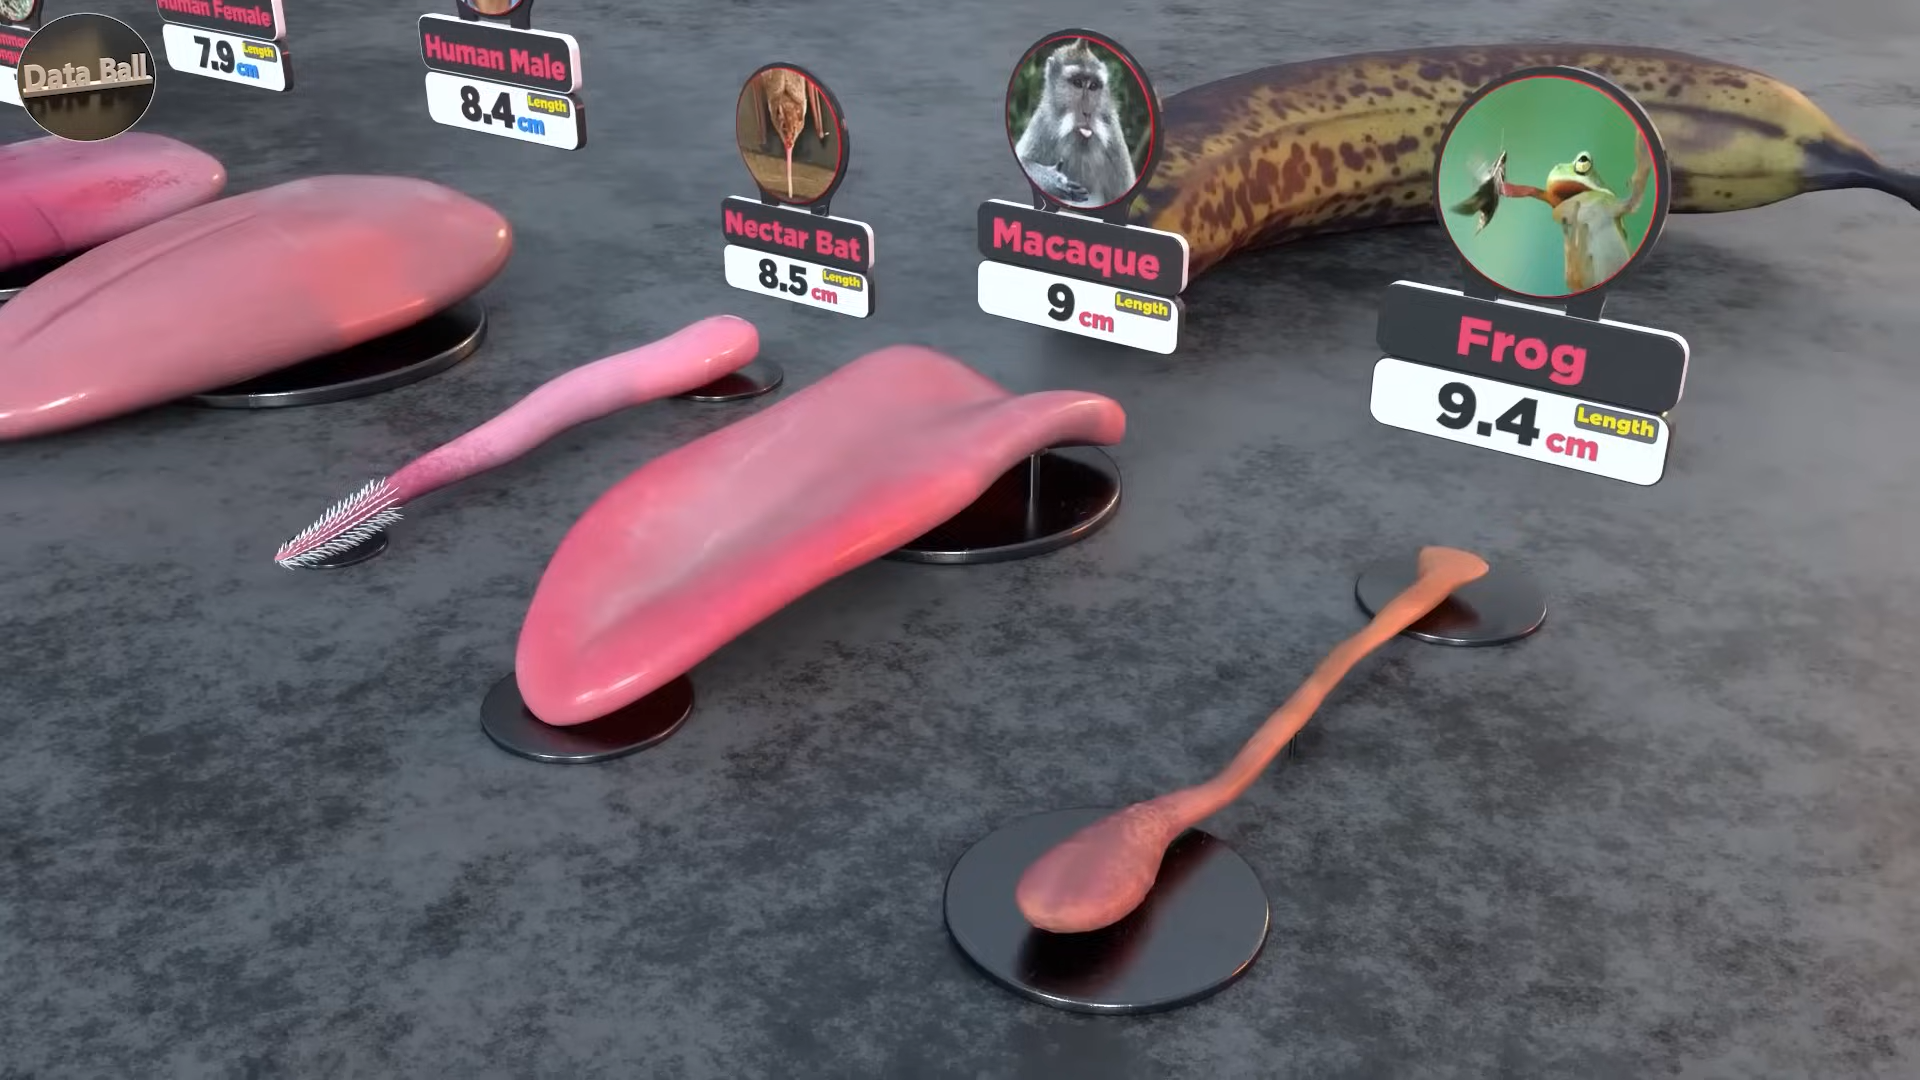 Data Ball
Human Female
7.9 cm Length
Human Male
8.4 cm Length
Nectar Bat
8.5 cm Length
Macaque
9 cm Length
Frog
9.4 cm Length